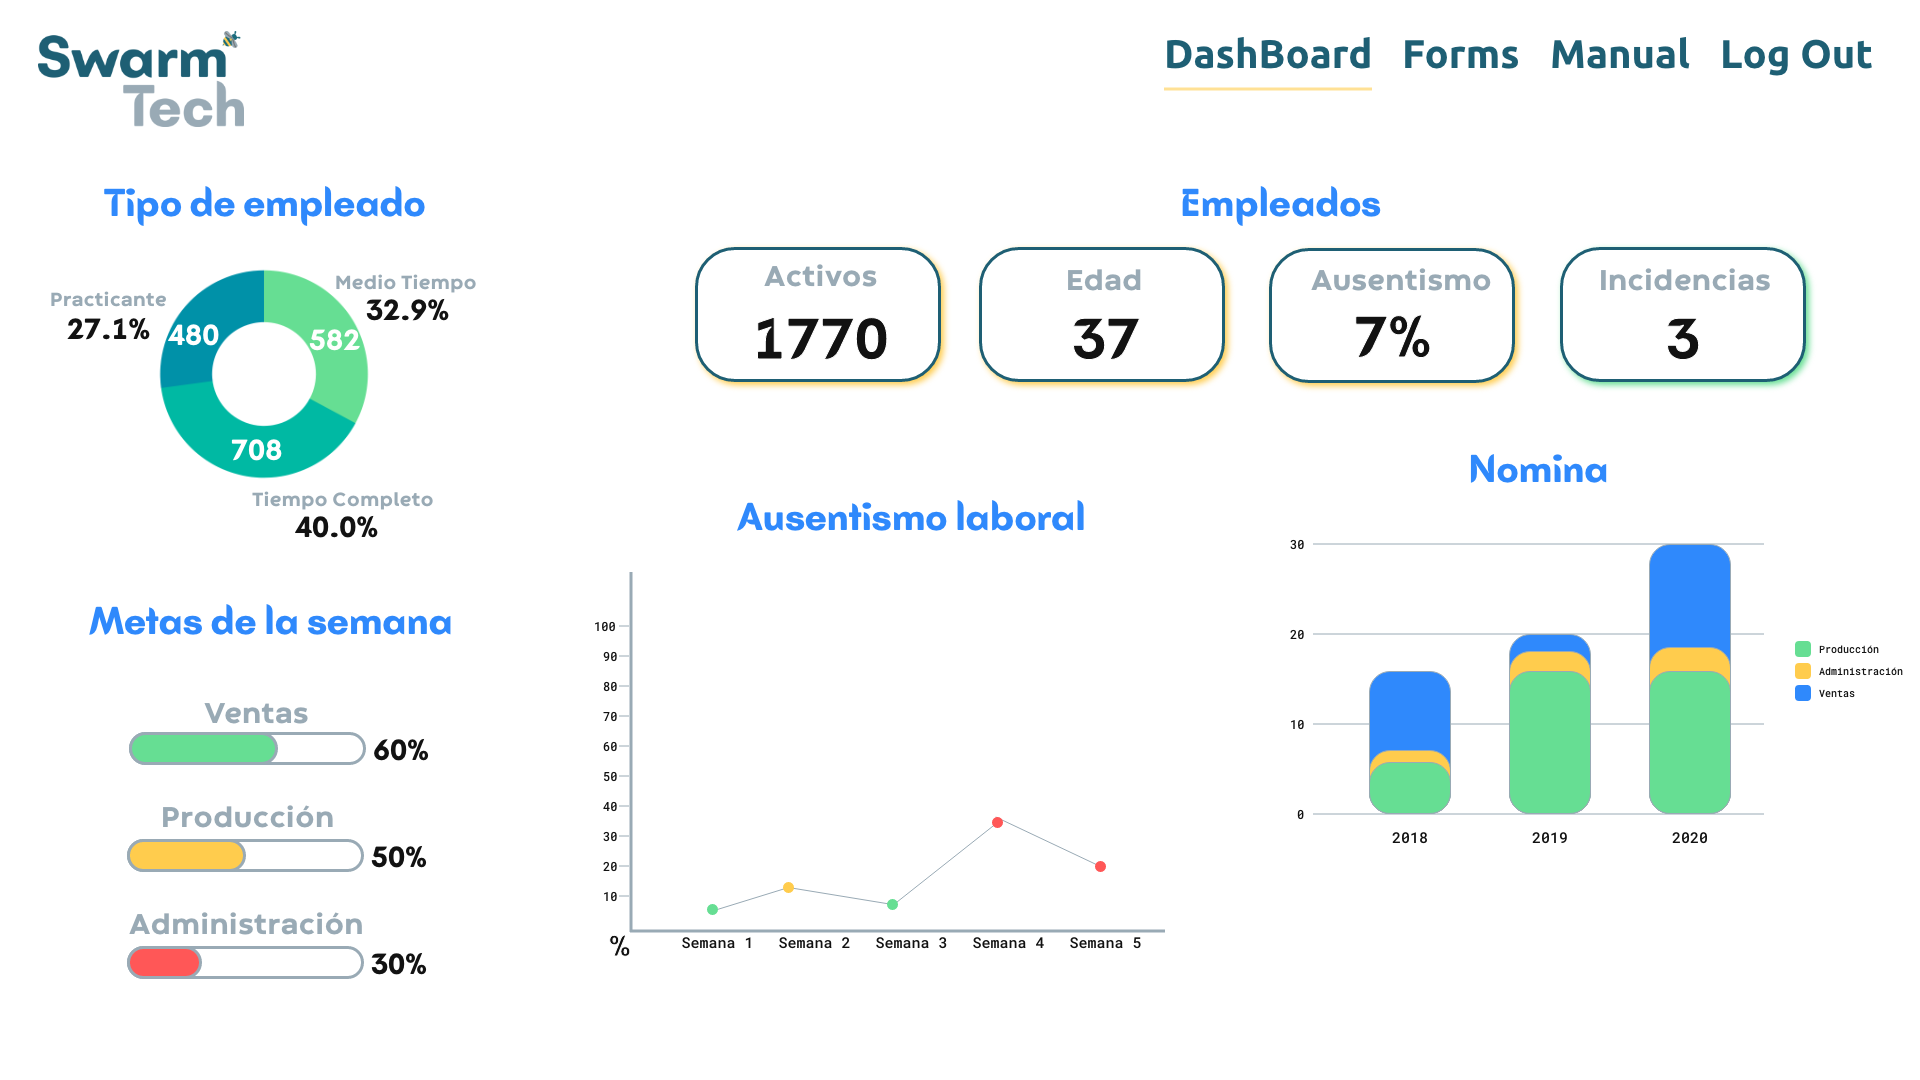 Swarm
Tech
DashBoard Forms Manual Log Out
Tipo de empleado
Practicante
27.1%
Medio Tiempo
32.9%
480
582
708
Tiempo Completo
40.0%
Empleados
Activos
1770
Edad
37
Ausentismo
7%
Incidencias
3
Metas de la semana
Ventas
60%
Producción
50%
Administración
30%
Ausentismo laboral
100
90
80
70
60
50
40
30
20
10
%
Semana 1 Semana 2 Semana 3 Semana 4 Semana 5
Nomina
30
20
10
0
2018 2019 2020
Producción
Administración
Ventas